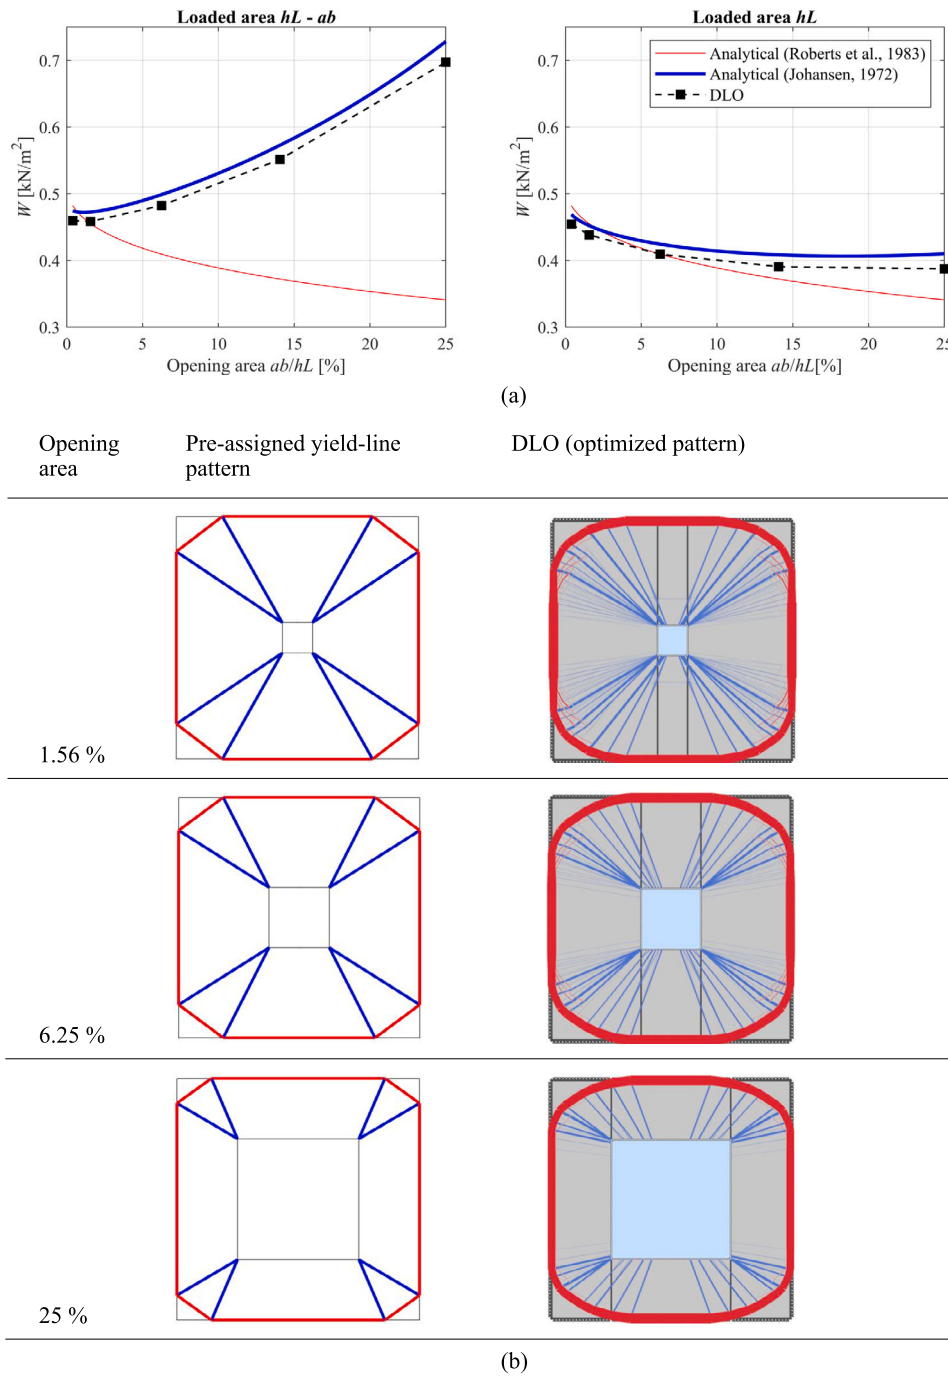 Loaded area hL - ab
W [kN/m²]
0.7
0.6
0.5
0.4
0.3
0 5 10 15 20 25
Opening area ab/hL [%]
Loaded area hL
W [kN/m²]
0.7
0.6
0.5
0.4
0.3
Analytical (Roberts et al., 1983)
Analytical (Johansen, 1972)
DLO
0 5 10 15 20 25
Opening area ab/hL[%]
(a)
Opening
area
Pre-assigned yield-line
pattern
DLO (optimized pattern)
1.56 %
6.25 %
25 %
(b)